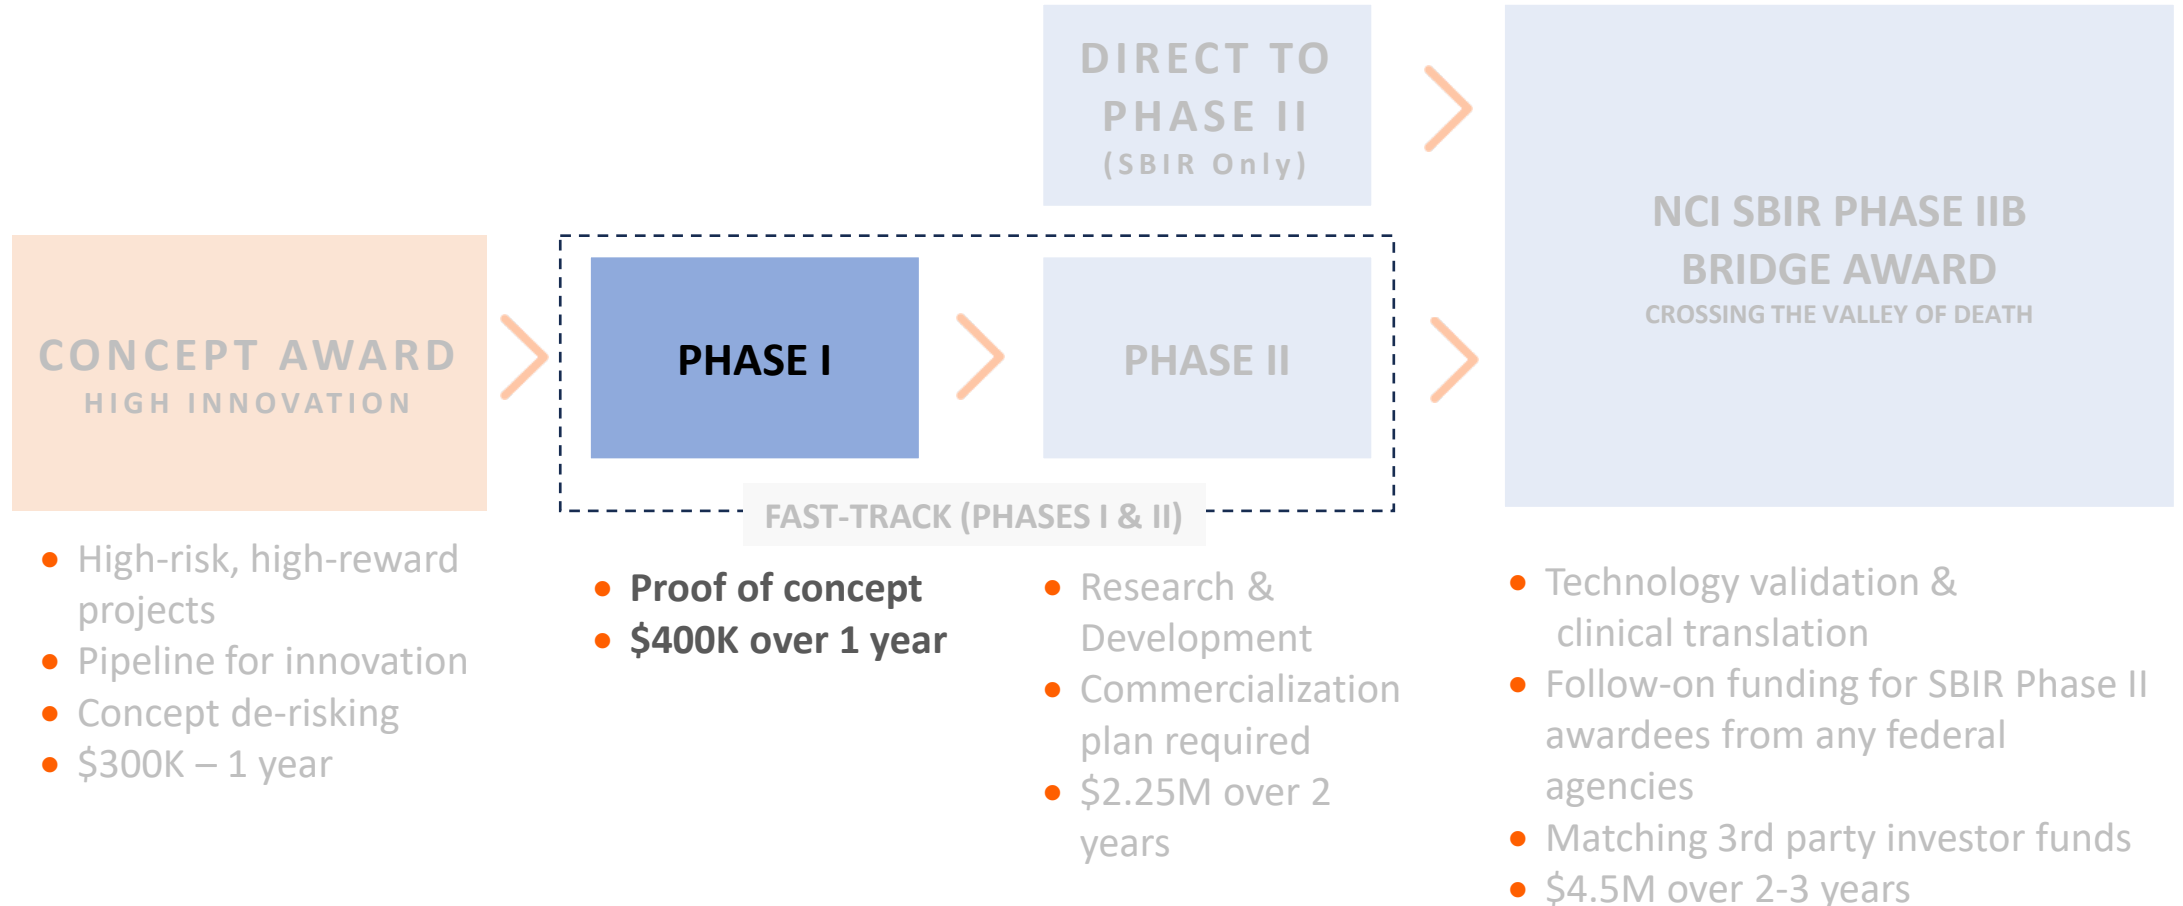 DIRECT TO
PHASE II
(SBIR Only)
NCI SBIR PHASE IIB
BRIDGE AWARD
CROSSING THE VALLEY OF DEATH
CONCEPT AWARD
HIGH INNOVATION
PHASE I
PHASE II
FAST-TRACK (PHASES I & II)
• High-risk, high-reward
projects
• Pipeline for innovation
• Concept de-risking
• $300K – 1 year
• Proof of concept
• $400K over 1 year
• Research &
Development
• Commercialization
plan required
• $2.25M over 2
years
• Technology validation &
clinical translation
• Follow-on funding for SBIR Phase II
awardees from any federal
agencies
• Matching 3rd party investor funds
• $4.5M over 2-3 years